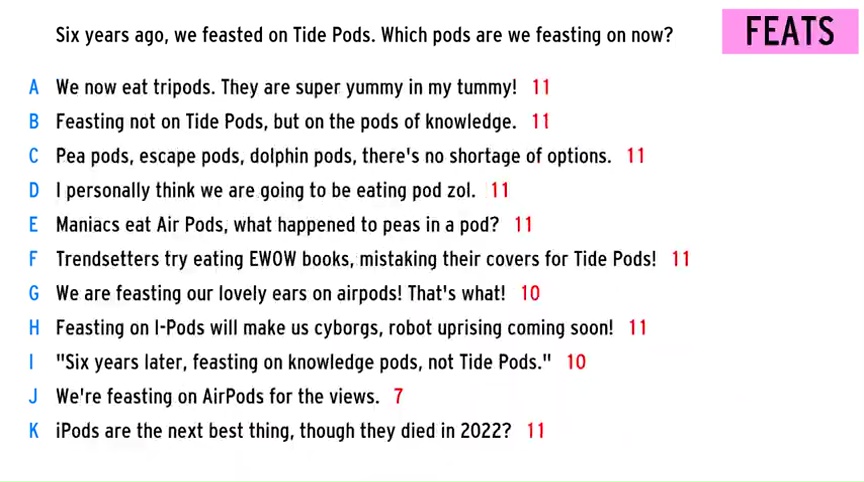 Six years ago, we feasted on Tide Pods. Which pods are we feasting on now?
FEATS
A We now eat tripods. They are super yummy in my tummy! 11
B Feasting not on Tide Pods, but on the pods of knowledge. 11
C Pea pods, escape pods, dolphin pods, there's no shortage of options. 11
D I personally think we are going to be eating pod zol. 11
E Maniacs eat Air Pods, what happened to peas in a pod? 11
F Trendsetters try eating EWOW books, mistaking their covers for Tide Pods! 11
G We are feasting our lovely ears on airpods! That's what! 10
H Feasting on I-Pods will make us cyborgs, robot uprising coming soon! 11
I "Six years later, feasting on knowledge pods, not Tide Pods." 10
J We're feasting on AirPods for the views. 7
K iPods are the next best thing, though they died in 2022? 11